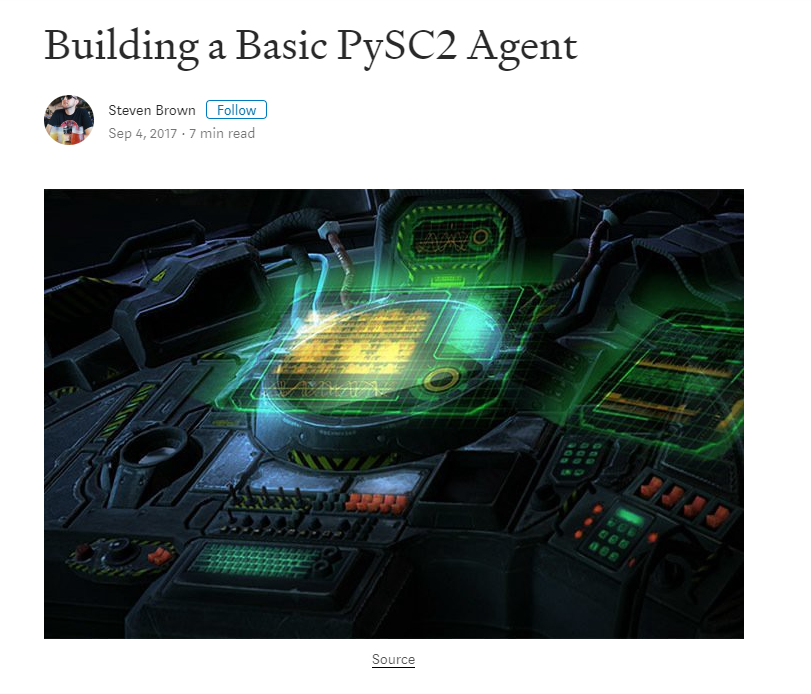 Building a Basic PySC2 Agent
Steven Brown Follow
Sep 4, 2017 · 7 min read
Source